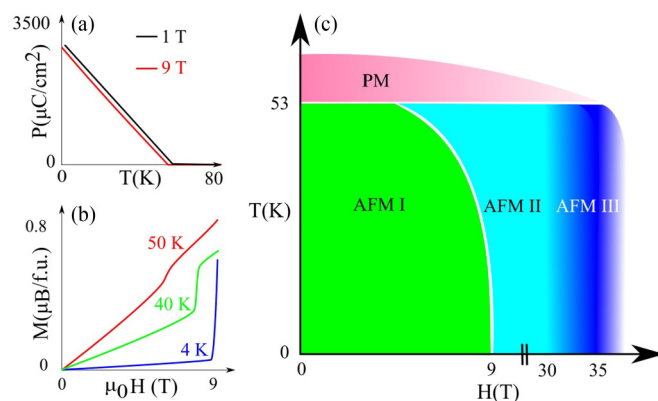 (a)
3500
P(μC/cm²)
0
1 T
9 T
0
T(K)
80
(b)
0.8
M(μB/f.u.)
0
50 K
40 K
4 K
0
μ₀H (T)
9
(c)
PM
53
T(K)
AFM I
AFM II
AFM III
0
9
30
35
H(T)